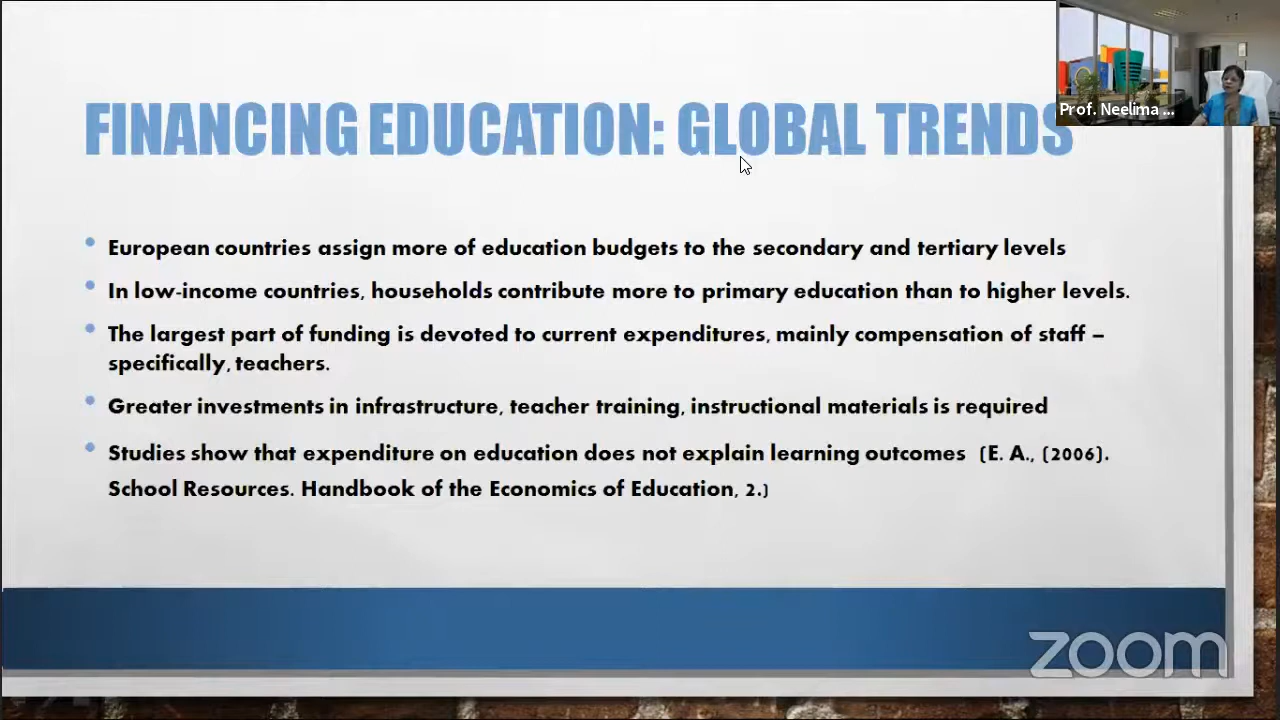 FINANCING EDUCATION: GLOBAL TRENDS
Prof. Neelima ...
European countries assign more of education budgets to the secondary and tertiary levels
In low-income countries, households contribute more to primary education than to higher levels.
The largest part of funding is devoted to current expenditures, mainly compensation of staff –
specifically, teachers.
Greater investments in infrastructure, teacher training, instructional materials is required
Studies show that expenditure on education does not explain learning outcomes (E. A., (2006).
School Resources. Handbook of the Economics of Education, 2.)
zoom